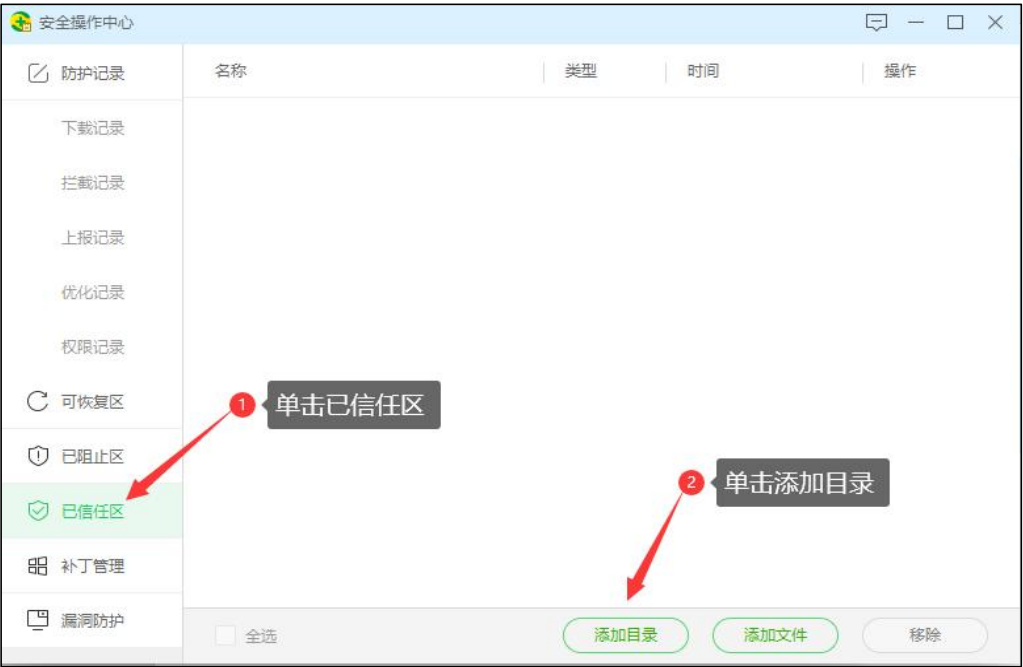 安全操作中心
防护记录
名称 类型 时间 操作
下载记录
拦截记录
上报记录
优化记录
权限记录
可恢复区
1 单击已信任区
已阻止区
2 单击添加目录
已信任区
补丁管理
漏洞防护
全选 添加目录 添加文件 移除